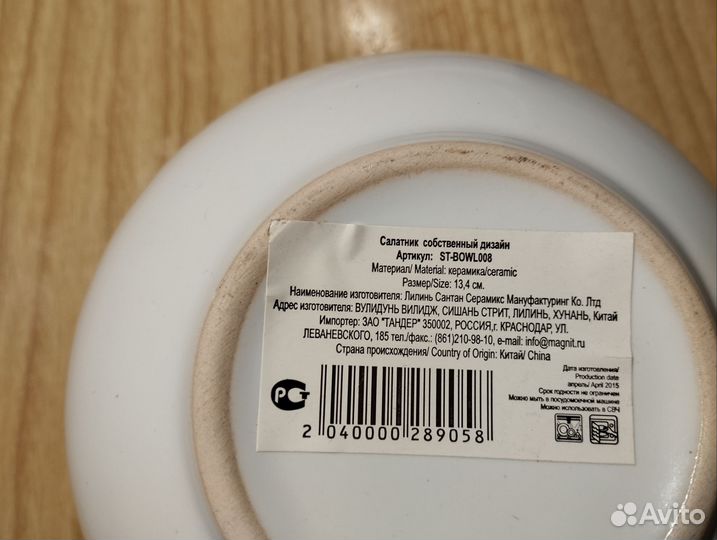 Салатник собственный дизайн
Артикул: ST-BOWL008
Материал/ Material: керамика/ceramic
Размер/Size: 13,4 см.
Наименование изготовителя: Лилинь Сантан Серамикс Мануфактуринг Ко. Лтд
Адрес изготовителя: ВУЛИДУНЬ ВИЛИДЖ, СИШАНЬ СТРИТ, ЛИЛИНЬ, ХУНАНЬ, Китай
Импортер: ЗАО "ТАНДЕР" 350002, РОССИЯ,г. КРАСНОДАР, УЛ.
ЛЕВАНЕВСКОГО, 185 тел./факс.: (861)210-98-10, e-mail: info@magnit.ru
Страна происхождения/ Country of Origin: Китай/ China
Дата изготовления/
Production date
апрель/ April 2015
Срок годности не ограничен
Можно мыть в посудомоечной машине
Можно использовать в СВЧ
РСТ
2 040000 289058
Avito